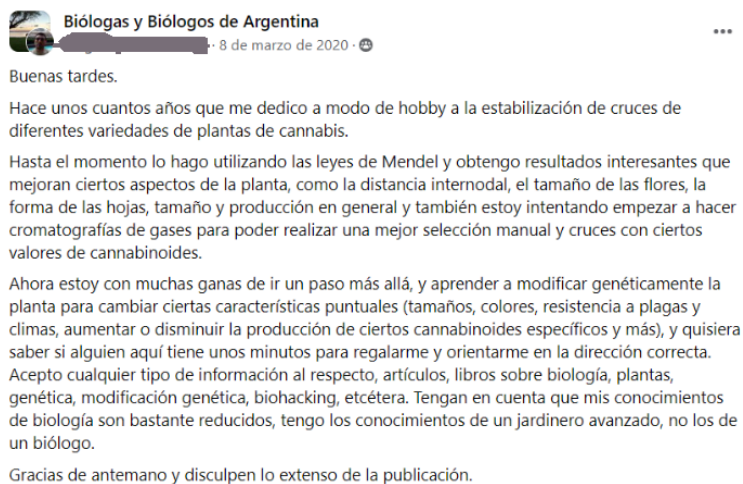 Biólogas y Biólogos de Argentina
· 8 de marzo de 2020 ·
Buenas tardes.
Hace unos cuantos años que me dedico a modo de hobby a la estabilización de cruces de
diferentes variedades de plantas de cannabis.
Hasta el momento lo hago utilizando las leyes de Mendel y obtengo resultados interesantes que
mejoran ciertos aspectos de la planta, como la distancia internodal, el tamaño de las flores, la
forma de las hojas, tamaño y producción en general y también estoy intentando empezar a hacer
cromatografías de gases para poder realizar una mejor selección manual y cruces con ciertos
valores de cannabinoides.
Ahora estoy con muchas ganas de ir un paso más allá, y aprender a modificar genéticamente la
planta para cambiar ciertas características puntuales (tamaños, colores, resistencia a plagas y
climas, aumentar o disminuir la producción de ciertos cannabinoides específicos y más), y quisiera
saber si alguien aquí tiene unos minutos para regalarme y orientarme en la dirección correcta.
Acepto cualquier tipo de información al respecto, artículos, libros sobre biología, plantas,
genética, modificación genética, biohacking, etcétera. Tengan en cuenta que mis conocimientos
de biología son bastante reducidos, tengo los conocimientos de un jardinero avanzado, no los de
un biólogo.
Gracias de antemano y disculpen lo extenso de la publicación.